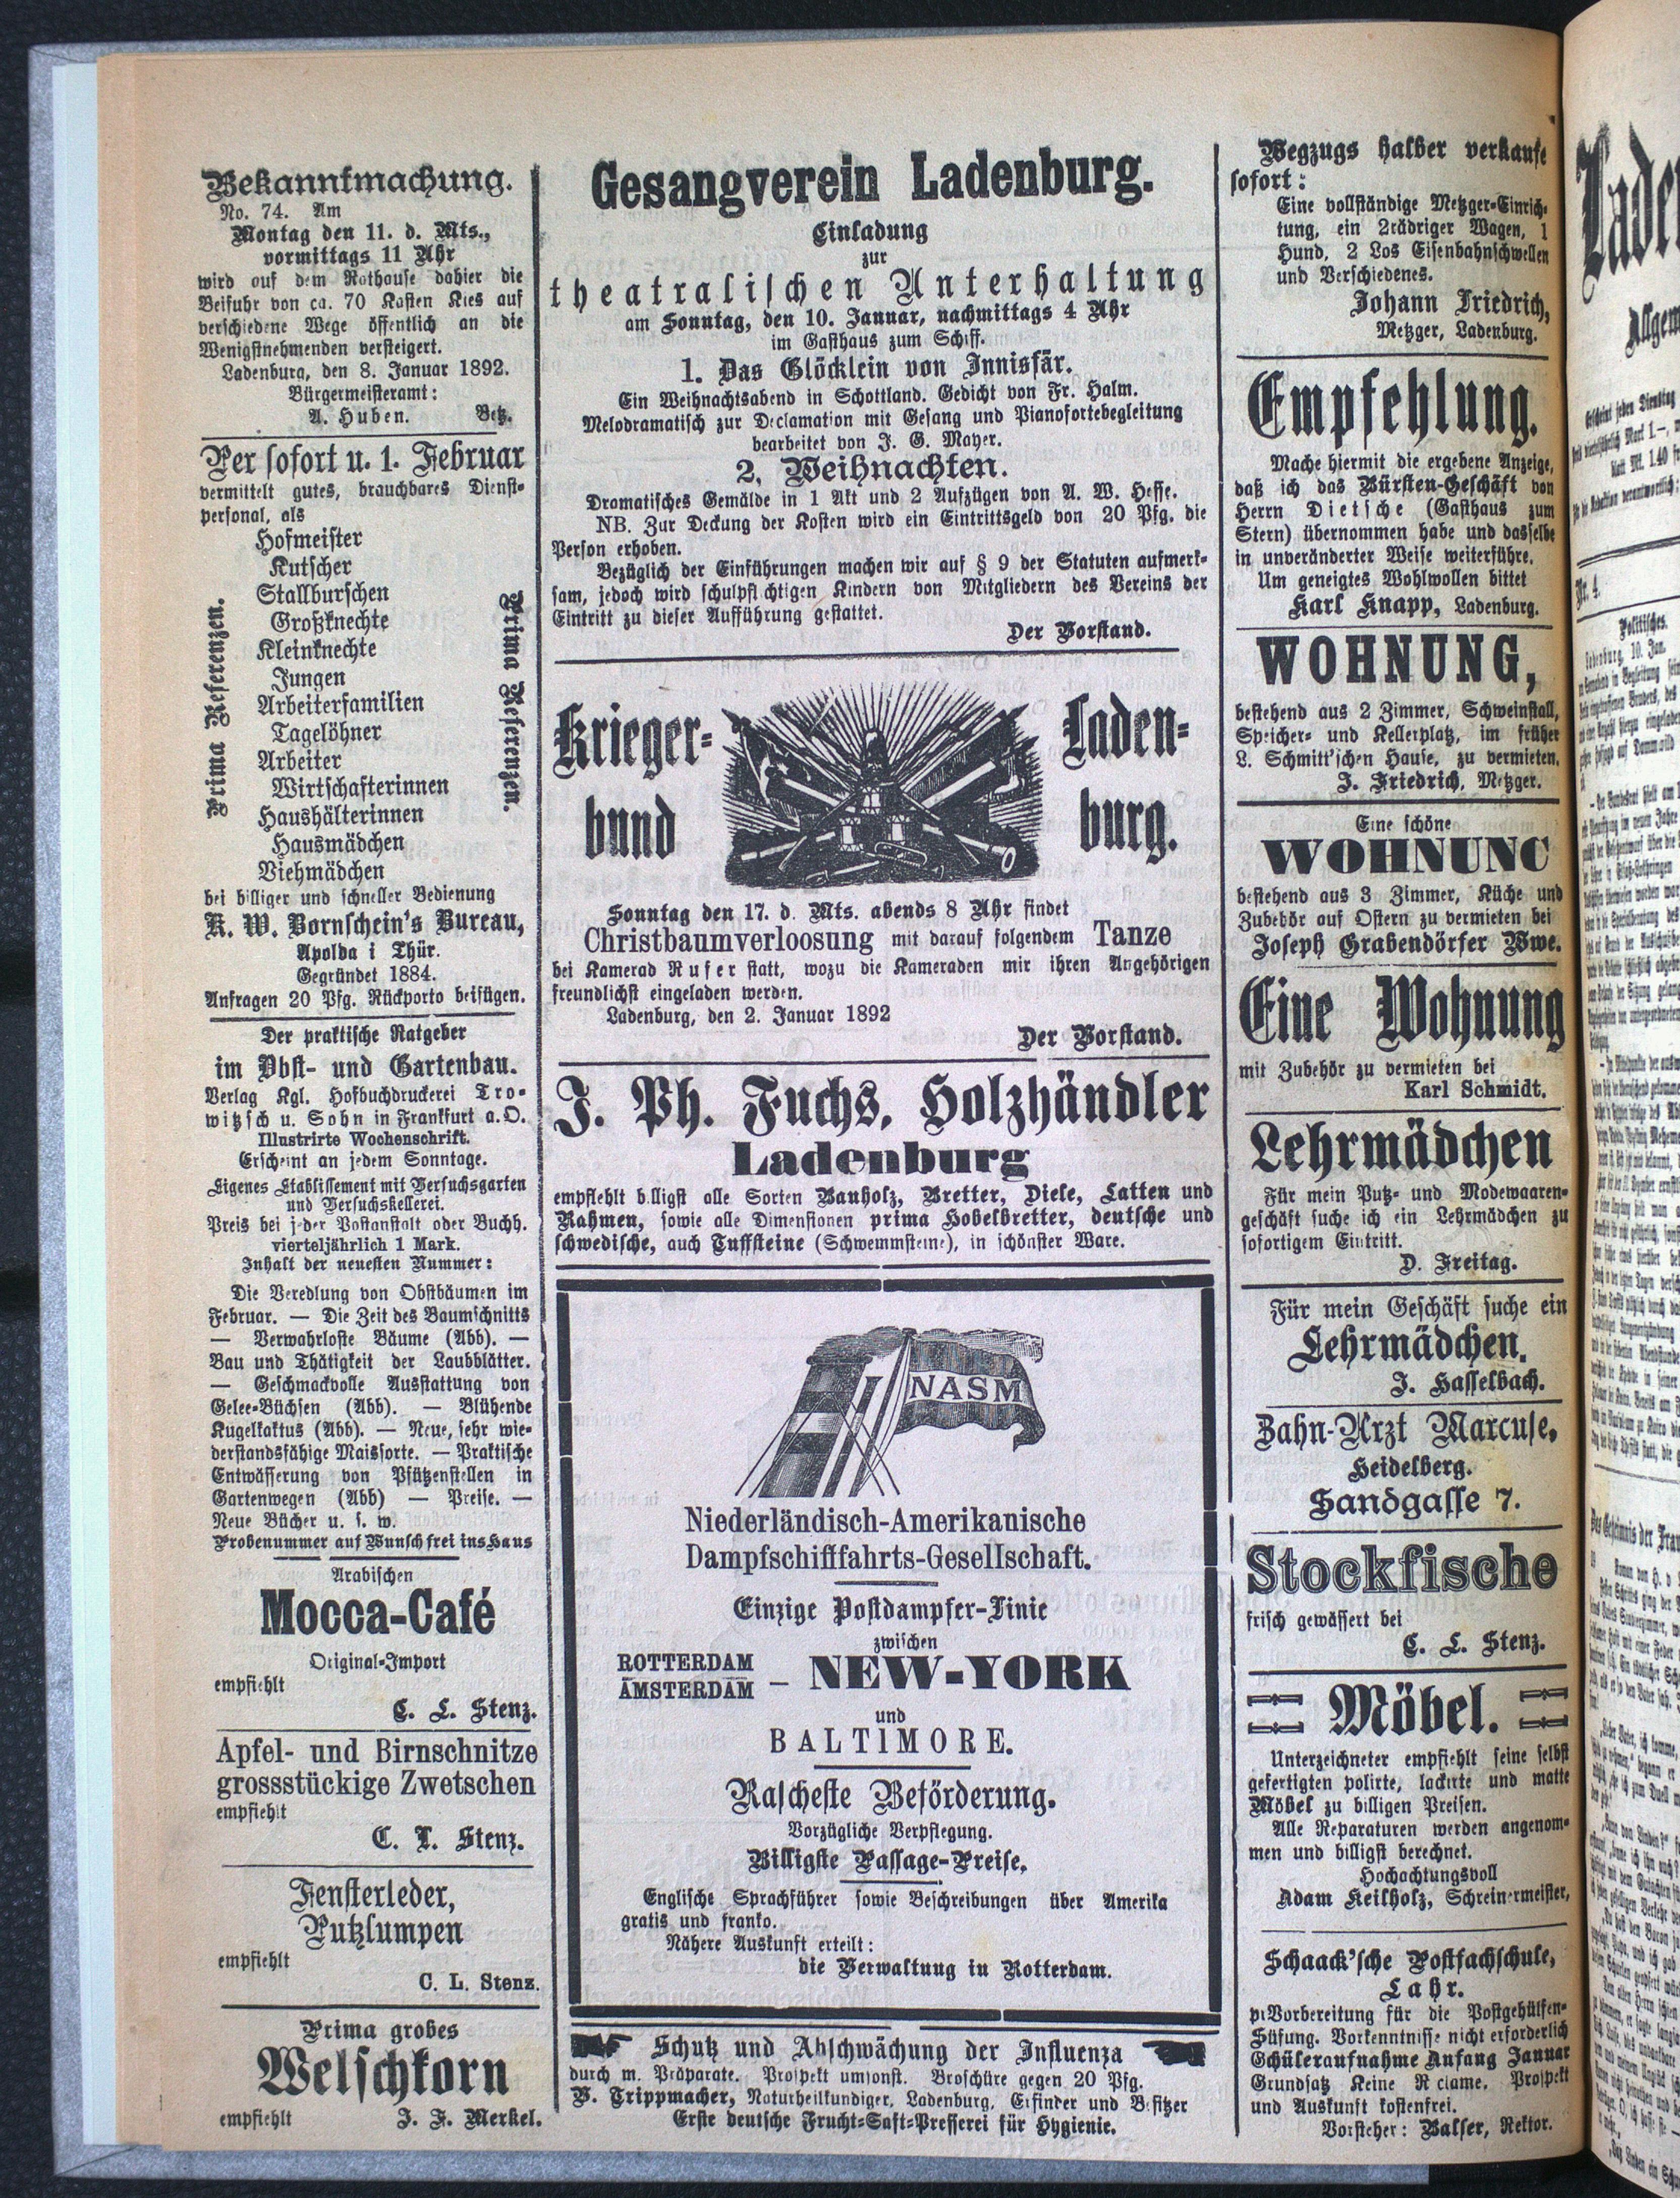 Bekanntmachung.
No. 74. Am
Montag den 11. d. Mts.,
vormittags 11 Uhr
wird auf dem Rathause dahier die
Beifuhr von ca. 70 Kasten Kies auf
verschiedene Wege öffentlich an die
Wenigstnehmenden versteigert.
Ladenburg, den 8. Januar 1892.
Bürgermeisteramt:
A. Huben. Betz.
Per sofort u. 1. Februar
vermittelt gutes, brauchbares Dienst-
personal, als
Hofmeister
Kutscher
Stallburschen
Großknechte
Kleinknechte
Jungen
Arbeiterfamilien
Tagelöhner
Arbeiter
Wirtschafterinnen
Haushälterinnen
Hausmädchen
Viehmädchen
Prima Referenzen.
Prima Referenzen.
bei billiger und schneller Bedienung
K. W. Bornschein's Bureau,
Apolda i Thür.
Gegründet 1884.
Anfragen 20 Pfg. Rückporto beifügen.
Der praktische Ratgeber
im Obst- und Gartenbau.
Verlag Kgl. Hofbuchdruckerei Tro-
witzsch u. Sohn in Frankfurt a.O.
Illustrirte Wochenschrift.
Erscheint an jedem Sonntage.
Eigenes Etablissement mit Versuchsgarten
und Versuchskellerei.
Preis bei jeder Postanstalt oder Buchh.
vierteljährlich 1 Mark.
Inhalt der neuesten Nummer:
Die Veredlung von Obstbäumen im
Februar. — Die Zeit des Baumschnitts
— Verwahrloste Bäume (Abb). —
Bau und Thätigkeit der Laubblätter.
— Geschmackvolle Ausstattung von
Gelee-Büchsen (Abb). — Blühende
Kugelkaktus (Abb). — Neue, sehr wie-
derstandsfähige Maissorte. — Praktische
Entwässerung von Pfützenstellen in
Gartenwegen (Abb) — Preise. —
Neue Bücher u. s. w.
Probenummer auf Wunsch frei ins Haus
Arabischen
Mocca-Café
Original-Import
empfiehlt
C. L. Stenz.
Apfel- und Birnschnitze
grossstückige Zwetschen
empfiehlt
C. L. Stenz.
Fensterleder,
Putzlumpen
empfiehlt
C. L. Stenz.
Prima grobes
Welschkorn
empfiehlt J. F. Merkel.
Gesangverein Ladenburg.
Einladung
zur
theatralischen Unterhaltung
am Sonntag, den 10. Januar, nachmittags 4 Uhr
im Gasthaus zum Schiff.
1. Das Glöcklein von Innisfär.
Ein Weihnachtsabend in Schottland. Gedicht von Fr. Halm.
Melodramatisch zur Declamation mit Gesang und Pianofortebegleitung
bearbeitet von J. G. Mayer.
2. Weihnachten.
Dramatisches Gemälde in 1 Akt und 2 Aufzügen von A. W. Hesse.
NB. Zur Deckung der Kosten wird ein Eintrittsgeld von 20 Pfg. die
Person erhoben.
Bezüglich der Einführungen machen wir auf § 9 der Statuten aufmerk-
sam, jedoch wird schulpflichtigen Kindern von Mitgliedern des Vereins der
Eintritt zu dieser Aufführung gestattet.
Der Vorstand.
Krieger- Laden-
bund burg.
Sonntag den 17. d. Mts. abends 8 Uhr findet
Christbaumverloosung mit darauf folgendem Tanze
bei Kamerad Rufer statt, wozu die Kameraden mir ihren Angehörigen
freundlichst eingeladen werden.
Ladenburg, den 2. Januar 1892
Der Vorstand.
J. Ph. Fuchs, Holzhändler
Ladenburg
empfiehlt billigst alle Sorten Bauholz, Bretter, Diele, Latten und
Rahmen, sowie alle Dimensionen prima Hobelbretter, deutsche und
schwedische, auch Tuffsteine (Schwemmsteine), in schönster Ware.
NASM
Niederländisch-Amerikanische
Dampfschifffahrts-Gesellschaft.
Einzige Postdampfer-Linie
zwischen
ROTTERDAM
AMSTERDAM – NEW-YORK
und
BALTIMORE.
Rascheste Beförderung.
Vorzügliche Verpflegung.
Billigste Passage-Preise.
Englische Sprachführer sowie Beschreibungen über Amerika
gratis und franko.
Nähere Auskunft erteilt:
die Verwaltung in Rotterdam.
Schutz und Abschwächung der Influenza
durch m. Präparate. Prospekt umsonst. Broschüre gegen 20 Pfg.
B. Trippmacher, Naturheilkundiger, Ladenburg, Erfinder und Besitzer
Erste deutsche Frucht-Saft-Presserei für Hygienie.
Wegzugs halber verkaufe
sofort:
Eine vollständige Metzger-Einrich-
tung, ein 2rädriger Wagen, 1
Hund, 2 Los Eisenbahnschwellen
und Verschiedenes.
Johann Friedrich,
Metzger, Ladenburg.
Empfehlung.
Mache hiermit die ergebene Anzeige,
daß ich das Bürsten-Geschäft von
Herrn Dietsche (Gasthaus zum
Stern) übernommen habe und dasselbe
in unveränderter Weise weiterführe.
Um geneigtes Wohlwollen bittet
Karl Knapp, Ladenburg.
WOHNUNG,
bestehend aus 2 Zimmer, Schweinstall,
Speicher- und Kellerplatz, im früher
L. Schmitt'schen Hause, zu vermieten.
J. Friedrich, Metzger.
Eine schöne
WOHNUNG
bestehend aus 3 Zimmer, Küche und
Zubehör auf Ostern zu vermieten bei
Joseph Grabendörfer Wwe.
Eine Wohnung
mit Zubehör zu vermieten bei
Karl Schmidt.
Lehrmädchen
Für mein Putz- und Modewaaren-
geschäft suche ich ein Lehrmädchen zu
sofortigem Eintritt.
D. Freitag.
Für mein Geschäft suche ein
Lehrmädchen.
J. Hasselbach.
Zahn-Arzt Marcuse,
Heidelberg.
Sandgasse 7.
Stockfische
frisch gewässert bei
C. L. Stenz.
Möbel.
Unterzeichneter empfiehlt seine selbst
gefertigten polirte, lackirte und matte
Möbel zu billigen Preisen.
Alle Reparaturen werden angenom-
men und billigst berechnet.
Hochachtungsvoll
Adam Keilholz, Schreinermeister,
Schaack'sche Postfachschule,
Lahr.
Vorbereitung für die Postgehülfen-
Vorkenntnisse nicht erforderlich
Schüleraufnahme Anfang Januar
Grundsatz Keine Reclame. Prospekt
und Auskunft kostenfrei.
Vorsteher: Balser, Rektor.
Nr. 4.
Politisches.
Ladenburg, 10. Jan.